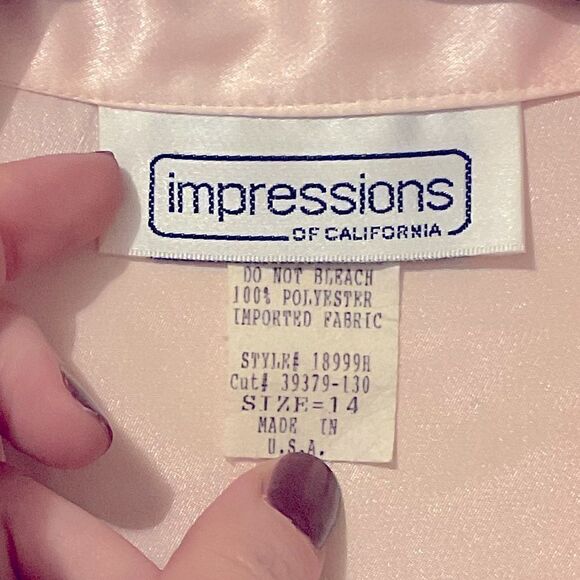 impressions
OF CALIFORNIA
DO NOT BLEACH
100% POLYESTER
IMPORTED FABRIC
STYLE# 18999H
Cut# 39379-130
SIZE=14
MADE IN
U.S.A.